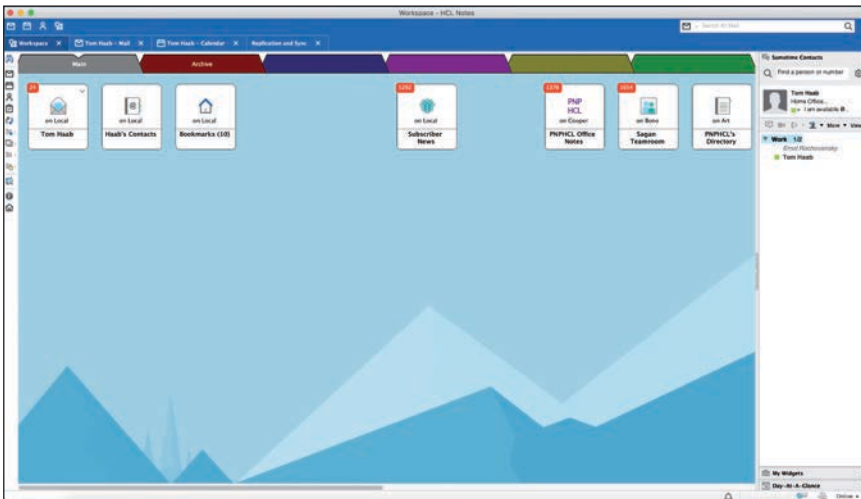 Workspace - HCL Notes
Search All Mail
Workspace X Tom Haab - Mail X Tom Haab - Calendar X Replication and Sync X
Main Archive
Sametime Contacts
Find a person or number
Tom Haab
Home Office...
I am available @...
More View
Work 1/2
Tom Haab
24
on Local
Tom Haab
on Local
Haab's Contacts
on Local
Bookmarks (10)
on Local
Subscriber
News
PNP
HCL
on Cooper
PNPHCL Office
Notes
on Bono
Sagan
Teamroom
on Art
PNPHCL's
Directory
My Widgets
Day-At-A-Glance
Online